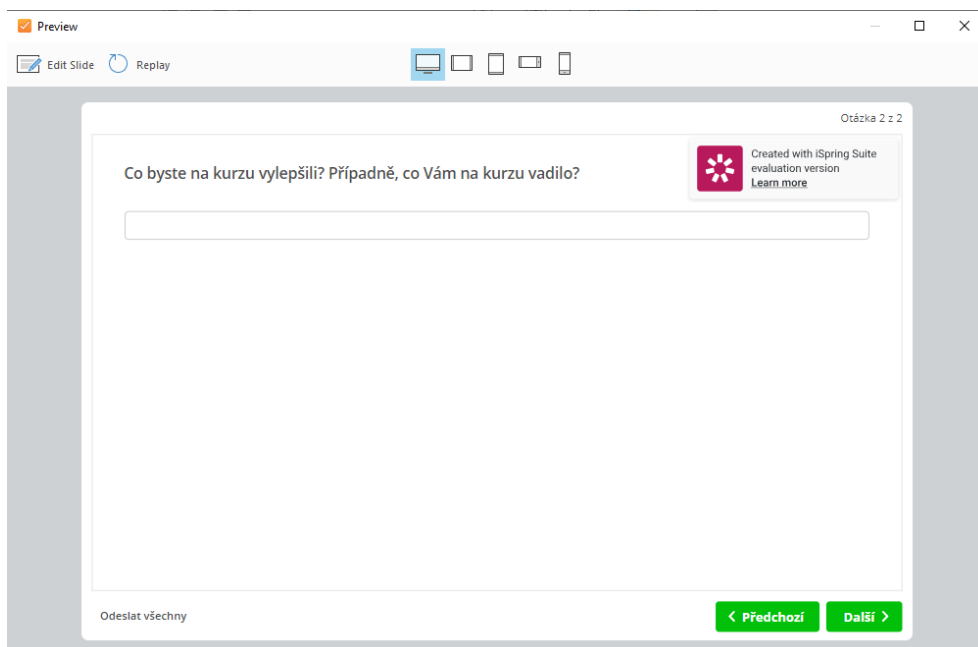 Preview
Edit Slide
Replay
Otázka 2 z 2
Co byste na kurzu vylepšili? Případně, co Vám na kurzu vadilo?
Created with iSpring Suite
evaluation version
Learn more
Odeslat všechny
Předchozí
Další